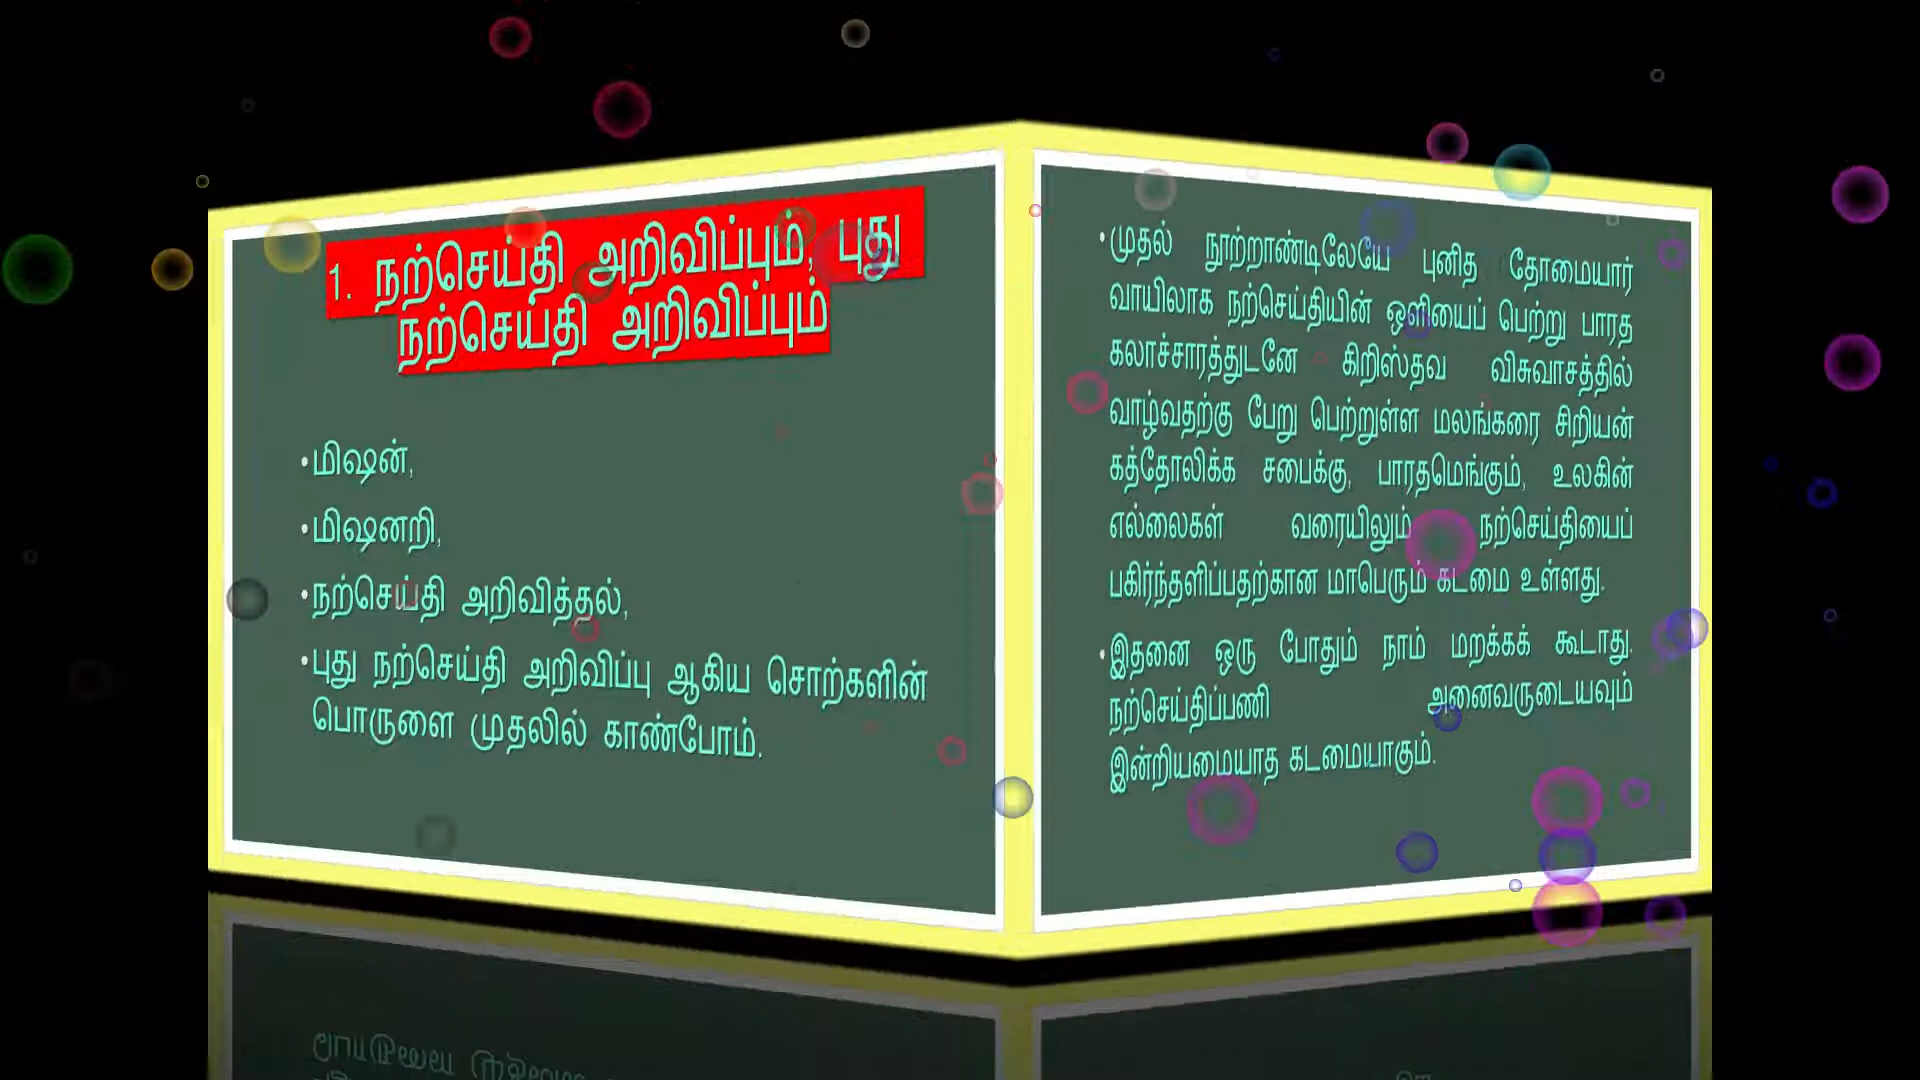 1. நற்செய்தி அறிவிப்பும், புது
நற்செய்தி அறிவிப்பும்
•மிஷன்,
•மிஷனறி,
•நற்செய்தி அறிவித்தல்,
•புது நற்செய்தி அறிவிப்பு ஆகிய சொற்களின்
பொருளை முதலில் காண்போம்.
•முதல் நூற்றாண்டிலேயே புனித தோமையார்
வாயிலாக நற்செய்தியின் ஒளியைப் பெற்று பாரத
கலாச்சாரத்துடனே கிறிஸ்தவ விசுவாசத்தில்
வாழ்வதற்கு பேறு பெற்றுள்ள மலங்கரை சிறியன்
கத்தோலிக்க சபைக்கு, பாரதமெங்கும், உலகின்
எல்லைகள் வரையிலும் நற்செய்தியைப்
பகிர்ந்தளிப்பதற்கான மாபெரும் கடமை உள்ளது.
•இதனை ஒரு போதும் நாம் மறக்கக் கூடாது.
நற்செய்திப்பணி அனைவருடையவும்
இன்றியமையாத கடமையாகும்.